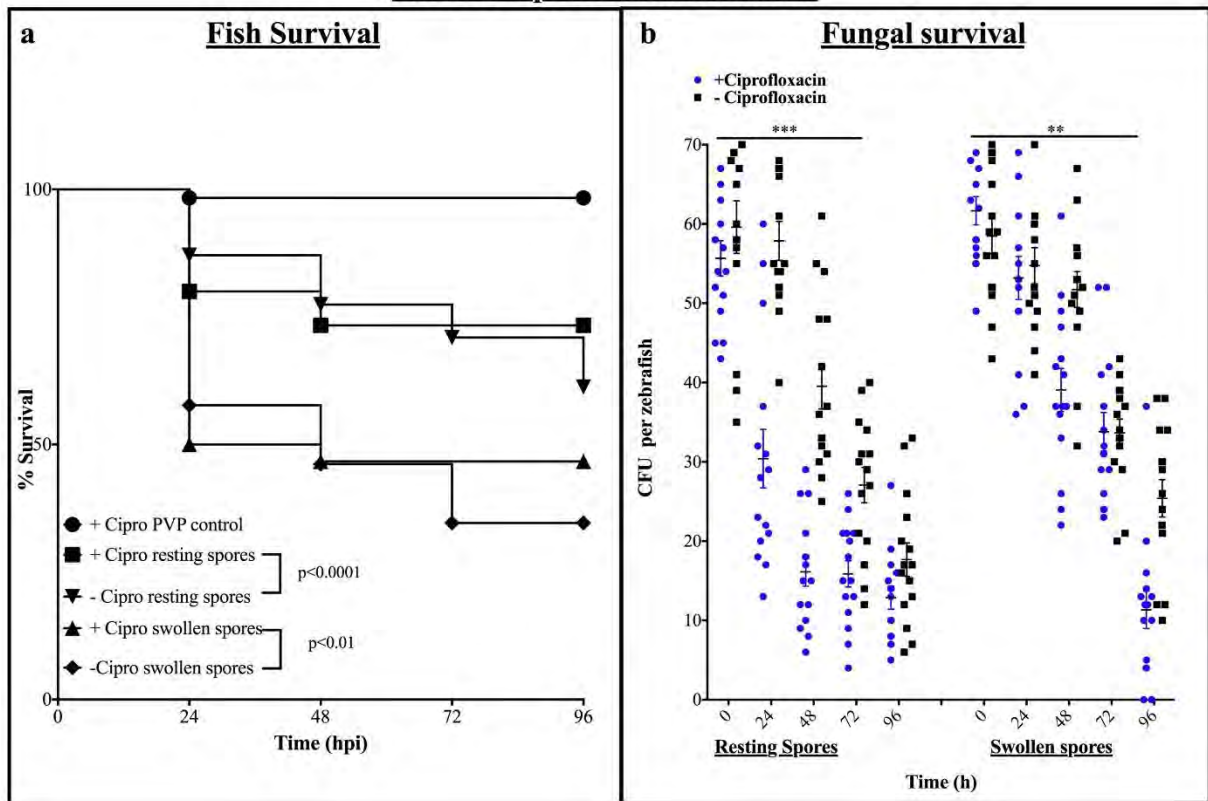 a
Fish Survival
% Survival
100
50
0
+ Cipro PVP control
+ Cipro resting spores
- Cipro resting spores
p<0.0001
+ Cipro swollen spores
-Cipro swollen spores
p<0.01
0 24 48 72 96
Time (hpi)
b
Fungal survival
+Ciprofloxacin
- Ciprofloxacin
*** **
CFU per zebrafish
70
60
50
40
30
20
10
0
0 24 48 72 96 0 24 48 72 96
Resting Spores Swollen spores
Time (h)